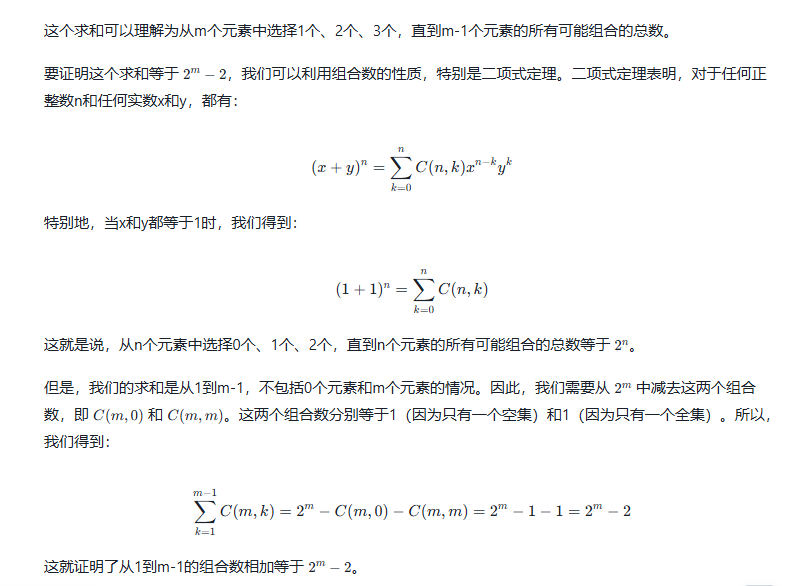 这个求和可以理解为从m个元素中选择1个、2个、3个，直到m-1个元素的所有可能组合的总数。
要证明这个求和等于 $2^m - 2$，我们可以利用组合数的性质，特别是二项式定理。二项式定理表明，对于任何正
整数n和任何实数x和y，都有：
$(x + y)^n = \sum_{k=0}^{n} C(n, k)x^{n-k}y^k$
特别地，当x和y都等于1时，我们得到：
$(1 + 1)^n = \sum_{k=0}^{n} C(n, k)$
这就是说，从n个元素中选择0个、1个、2个，直到n个元素的所有可能组合的总数等于 $2^n$。
但是，我们的求和是从1到m-1，不包括0个元素和m个元素的情况。因此，我们需要从 $2^m$ 中减去这两个组合
数，即 $C(m, 0)$ 和 $C(m, m)$。这两个组合数分别等于1（因为只有一个空集）和1（因为只有一个全集）。所以，
我们得到：
$\sum_{k=1}^{m-1} C(m, k) = 2^m - C(m, 0) - C(m, m) = 2^m - 1 - 1 = 2^m - 2$
这就证明了从1到m-1的组合数相加等于 $2^m - 2$。